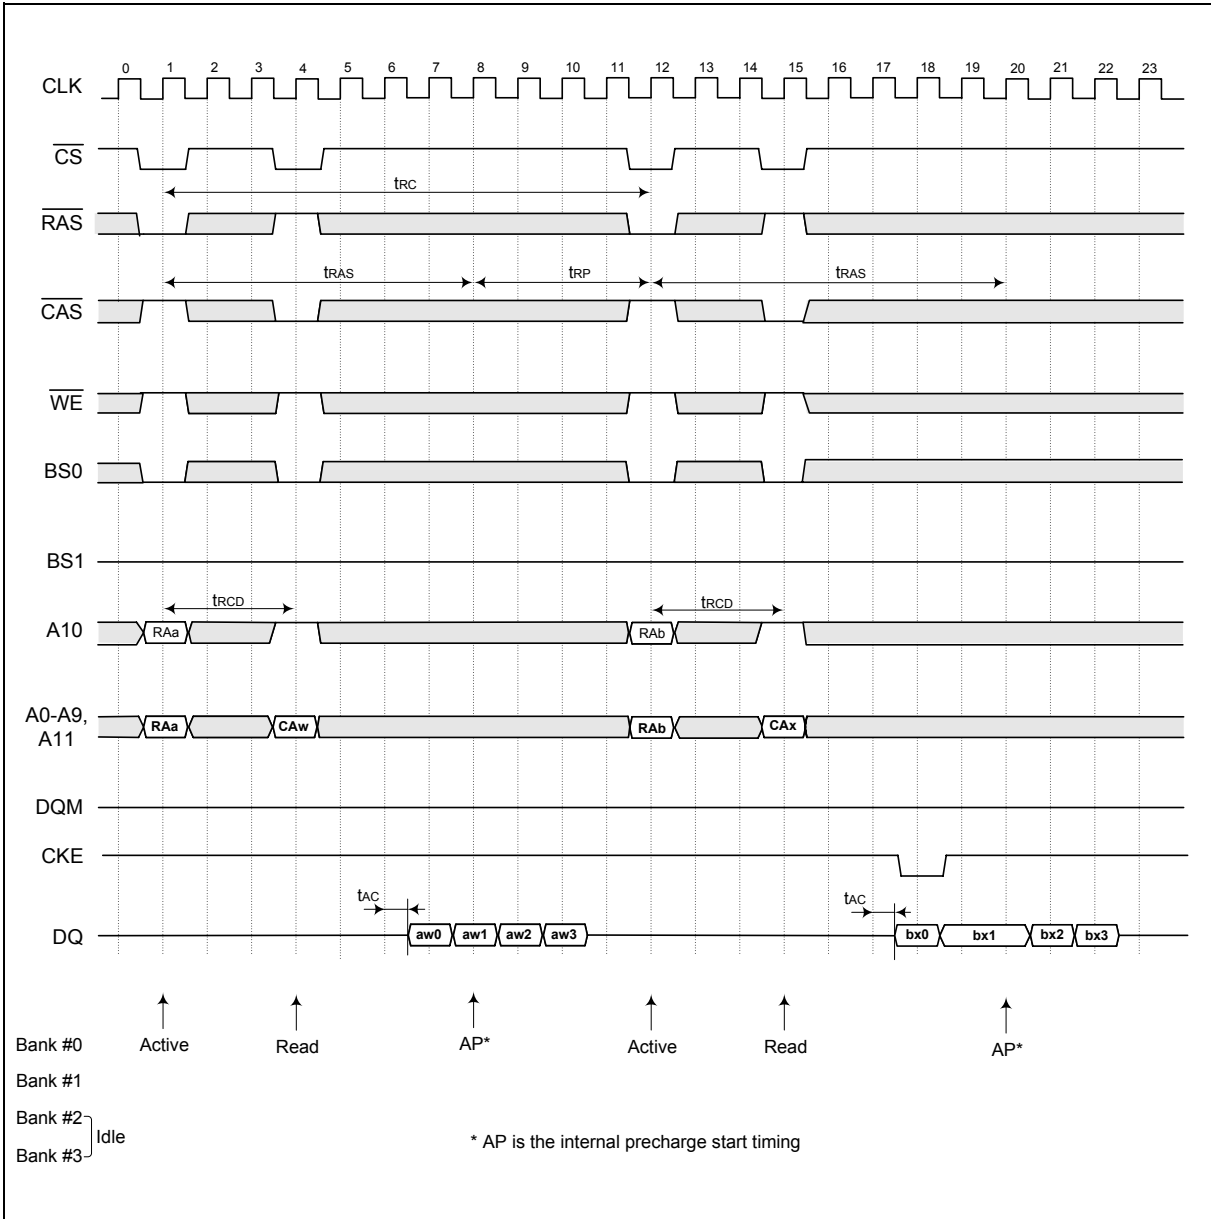 0 1 2 3 4 5 6 7 8 9 10 11 12 13 14 15 16 17 18 19 20 21 22 23
CLK
CS
tRC
RAS
tRAS tRP tRAS
CAS
WE
BS0
BS1
tRCD tRCD
A10 RAa RAb
A0-A9,
A11
RAa CAw RAb CAx
DQM
CKE
tAC tAC
DQ aw0 aw1 aw2 aw3 bx0 bx1 bx2 bx3
Bank #0 Active Read AP* Active Read AP*
Bank #1
Bank #2
Idle
Bank #3
* AP is the internal precharge start timing